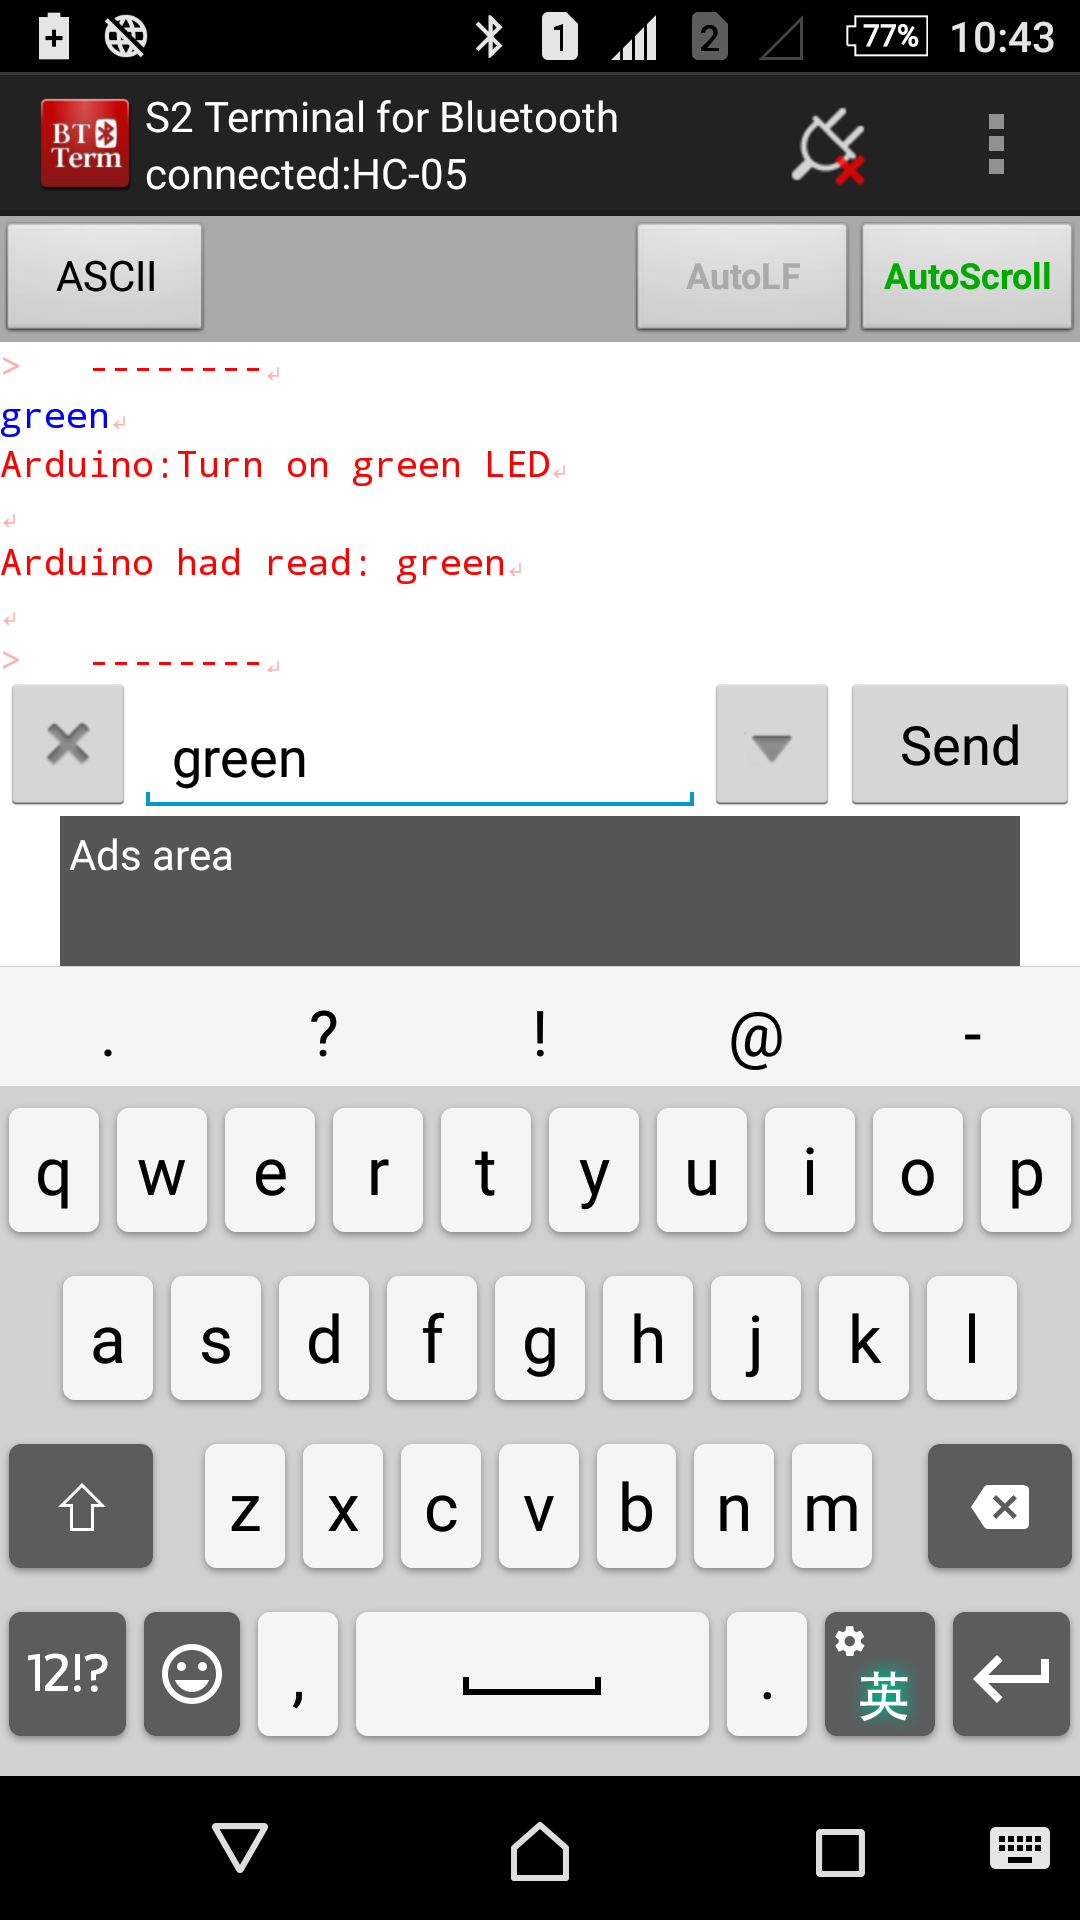 1 2 77% 10:43
BT Term
S2 Terminal for Bluetooth
connected:HC-05
ASCII AutoLF AutoScroll
> --------↵
green↵
Arduino:Turn on green LED↵
↵
Arduino had read: green↵
↵
> --------↵
green Send
Ads area
. ? ! @ -
q w e r t y u i o p
a s d f g h j k l
z x c v b n m
12!? , . 英